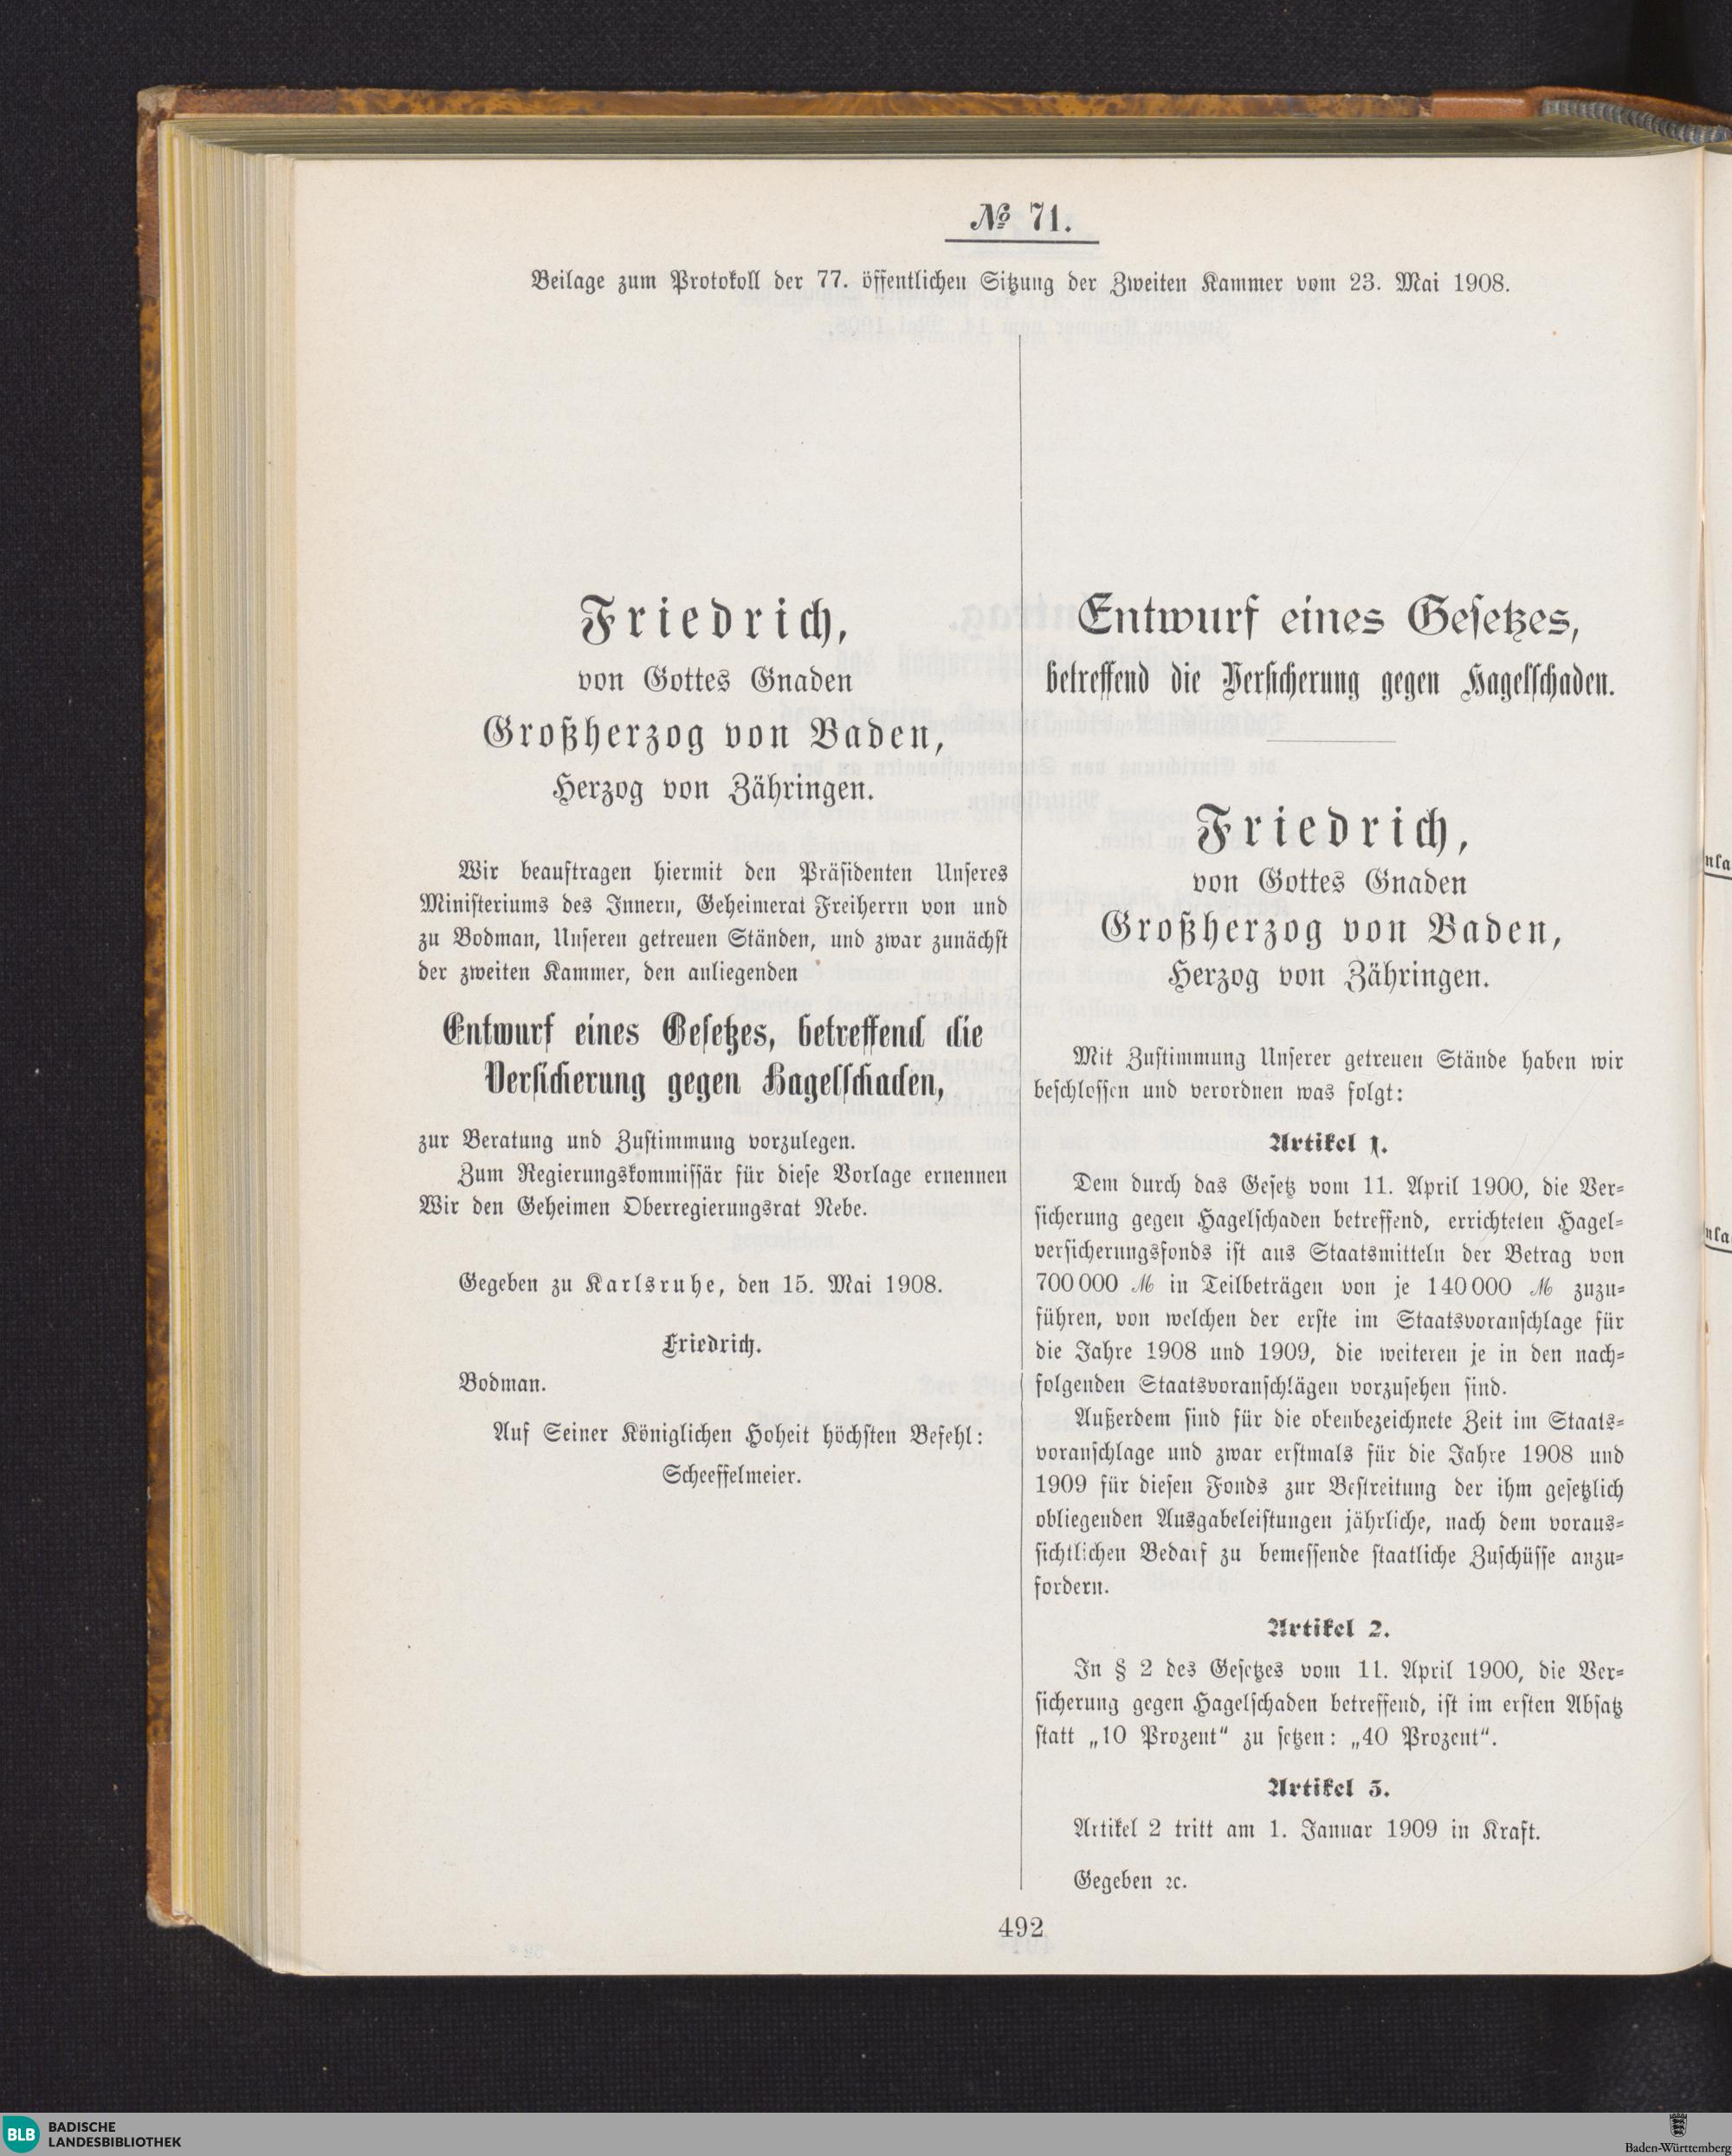 № 71.
Beilage zum Protokoll der 77. öffentlichen Sitzung der Zweiten Kammer vom 23. Mai 1908.
Friedrich,
von Gottes Gnaden
Großherzog von Baden,
Herzog von Zähringen.
Wir beauftragen hiermit den Präsidenten Unseres
Ministeriums des Innern, Geheimerat Freiherrn von und
zu Bodman, Unseren getreuen Ständen, und zwar zunächst
der zweiten Kammer, den anliegenden
Entwurf eines Gesetzes, betreffend die
Versicherung gegen Hagelschaden,
zur Beratung und Zustimmung vorzulegen.
Zum Regierungskommissär für diese Vorlage ernennen
Wir den Geheimen Oberregierungsrat Nebe.
Gegeben zu Karlsruhe, den 15. Mai 1908.
Friedrich.
Bodman.
Auf Seiner Königlichen Hoheit höchsten Befehl:
Scheeffelmeier.
Entwurf eines Gesetzes,
betreffend die Versicherung gegen Hagelschaden.
Friedrich,
von Gottes Gnaden
Großherzog von Baden,
Herzog von Zähringen.
Mit Zustimmung Unserer getreuen Stände haben wir
beschlossen und verordnen was folgt:
Artikel 1.
Dem durch das Gesetz vom 11. April 1900, die Ver-
sicherung gegen Hagelschaden betreffend, errichteten Hagel-
versicherungsfonds ist aus Staatsmitteln der Betrag von
700 000 ℳ in Teilbeträgen von je 140 000 ℳ zuzu-
führen, von welchen der erste im Staatsvoranschlage für
die Jahre 1908 und 1909, die weiteren je in den nach-
folgenden Staatsvoranschlägen vorzusehen sind.
Außerdem sind für die obenbezeichnete Zeit im Staats-
voranschlage und zwar erstmals für die Jahre 1908 und
1909 für diesen Fonds zur Bestreitung der ihm gesetzlich
obliegenden Ausgabeleistungen jährliche, nach dem voraus-
sichtlichen Bedarf zu bemessende staatliche Zuschüsse anzu-
fordern.
Artikel 2.
In § 2 des Gesetzes vom 11. April 1900, die Ver-
sicherung gegen Hagelschaden betreffend, ist im ersten Absatz
statt „10 Prozent“ zu setzen: „40 Prozent“.
Artikel 3.
Artikel 2 tritt am 1. Januar 1909 in Kraft.
Gegeben ꝛc.
492
BLB BADISCHE
LANDESBIBLIOTHEK
Baden-Württemberg